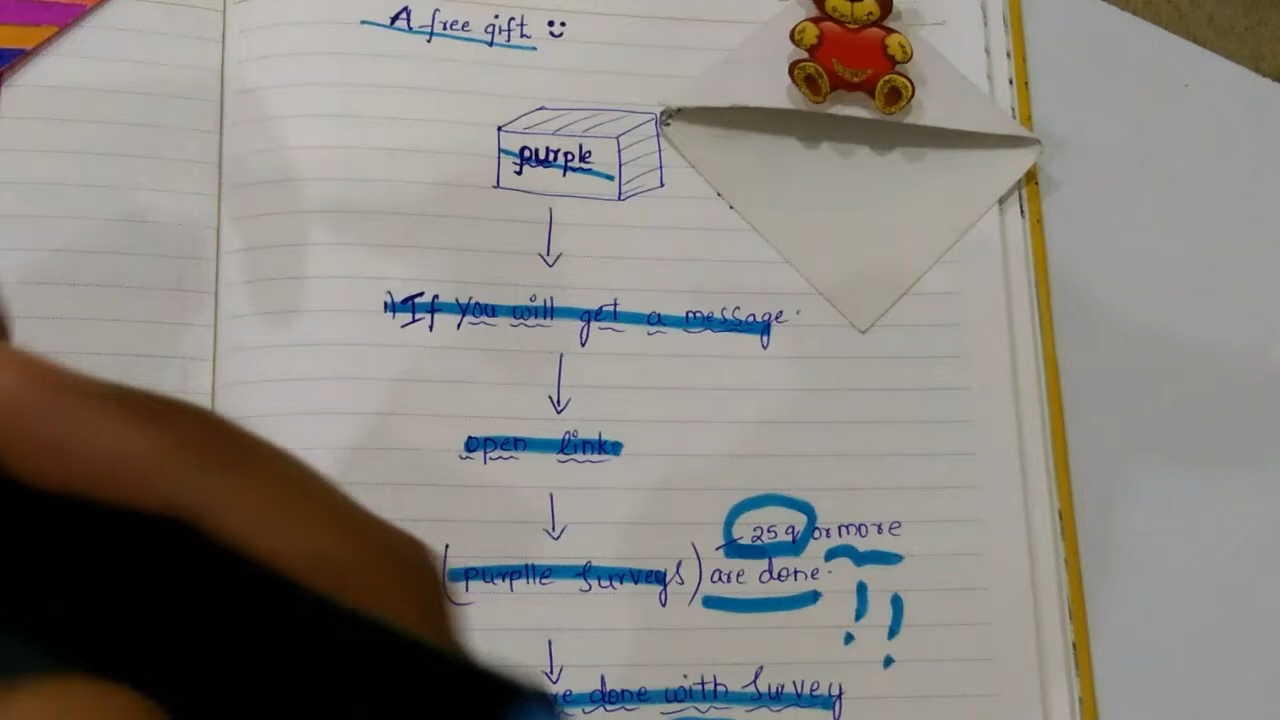 A free gift
purple
1) If you will get a message.
open link
25 q or more
(purplle surveys) are done.
done with survey